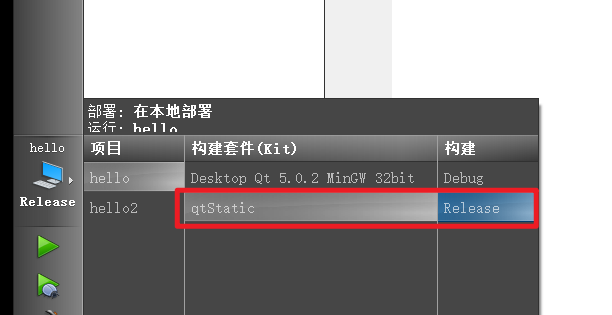 部署: 在本地部署
运行: hello
hello
项目 构建套件(Kit) 构建
hello Desktop Qt 5.0.2 MinGW 32bit Debug
Release
hello2 qtStatic Release